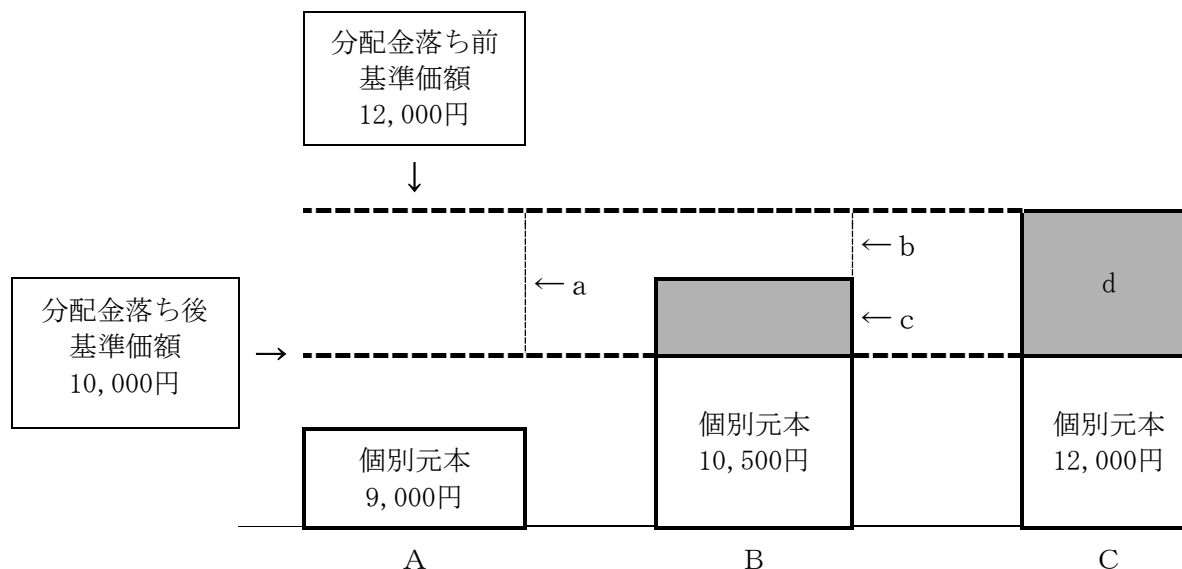 分配金落ち前
基準価額
12,000円
↓
← b
d
← a
分配金落ち後
基準価額
10,000円
→
← c
個別元本
9,000円
個別元本
10,500円
個別元本
12,000円
A
B
C